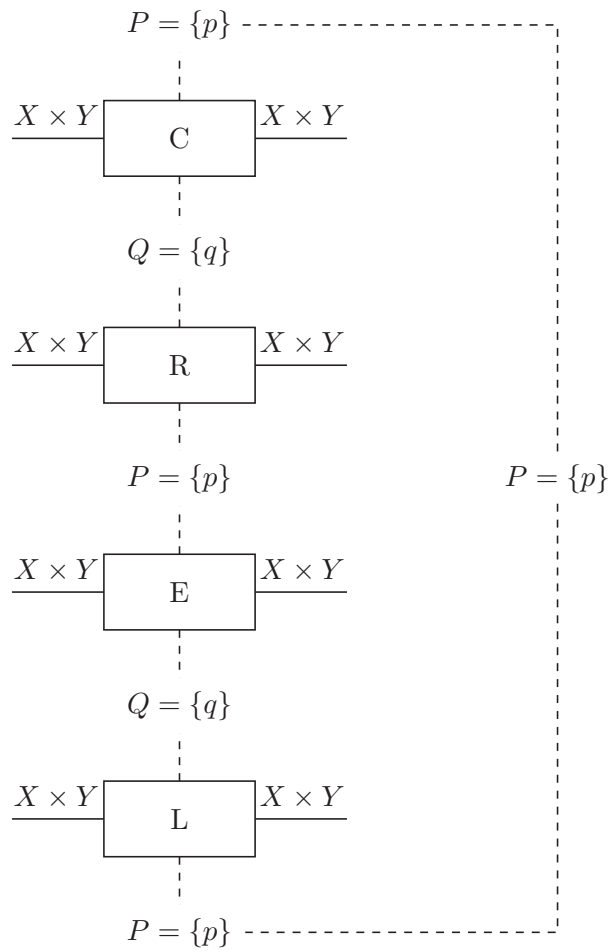 P = {p}
X × Y C X × Y
Q = {q}
X × Y R X × Y
P = {p} P = {p}
X × Y E X × Y
Q = {q}
X × Y L X × Y
P = {p}